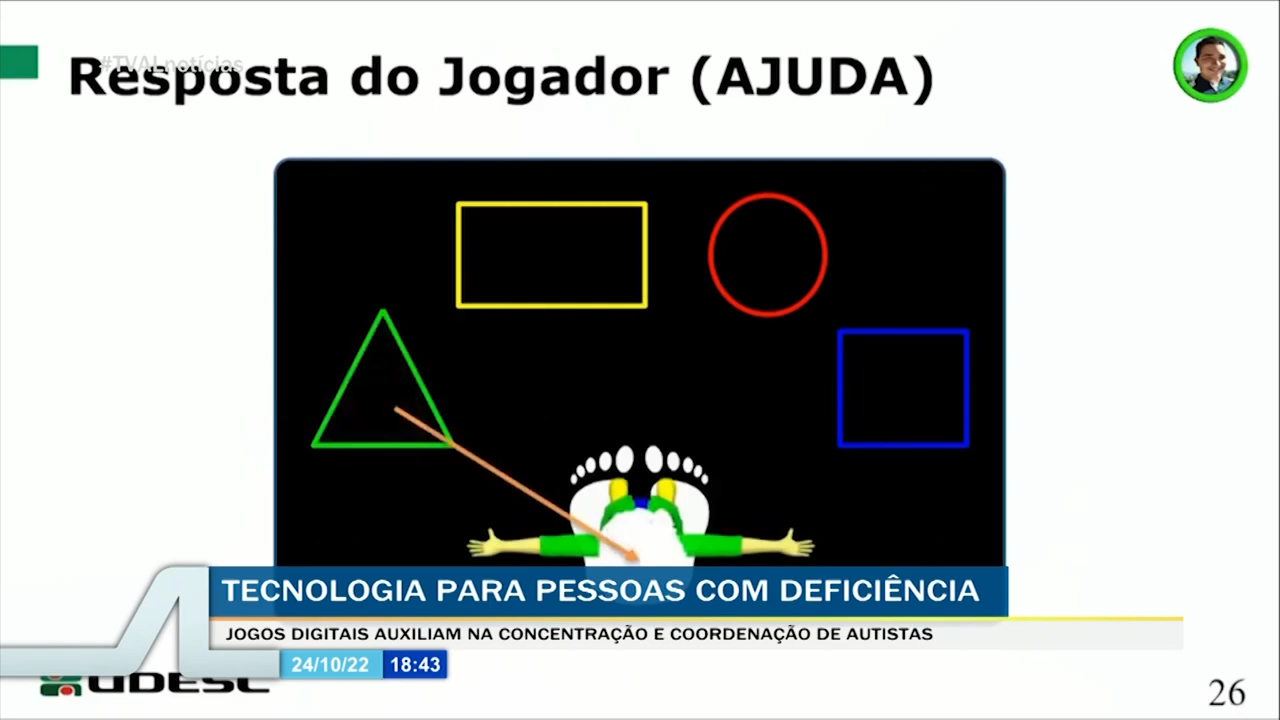 #TVALnotícias
Resposta do Jogador (AJUDA)
TECNOLOGIA PARA PESSOAS COM DEFICIÊNCIA
JOGOS DIGITAIS AUXILIAM NA CONCENTRAÇÃO E COORDENAÇÃO DE AUTISTAS
24/10/22 18:43
UDESC
26